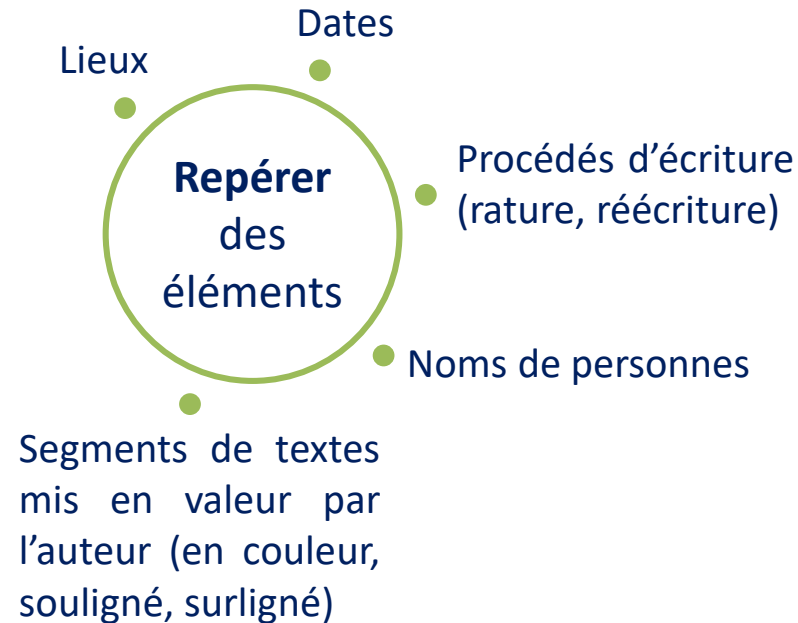 Dates
Lieux
Repérer
des
éléments
Procédés d'écriture
(rature, réécriture)
Noms de personnes
Segments de textes
mis en valeur par
l'auteur (en couleur,
souligné, surligné)